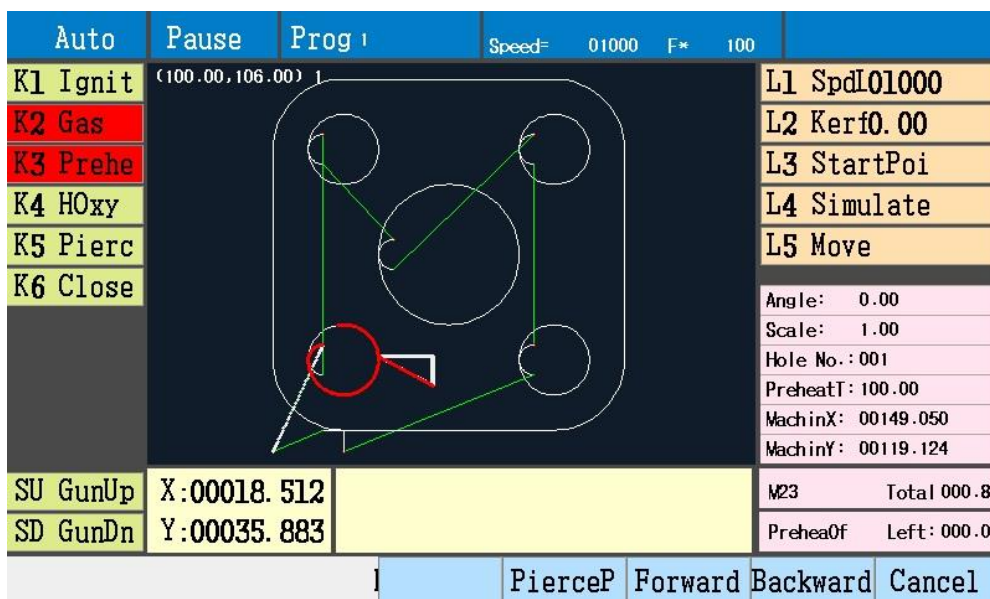 Auto Pause Prog 1 Speed= 01000 F* 100
K1 Ignit
K2 Gas
K3 Prehe
K4 HOxy
K5 Pierc
K6 Close
(100.00,106.00) 1
L1 SpdL01000
L2 Kerf0.00
L3 StartPoi
L4 Simulate
L5 Move
Angle: 0.00
Scale: 1.00
Hole No.:001
PreheatT:100.00
MachinX: 00149.050
MachinY: 00119.124
SU GunUp
SD GunDn
X:00018.512
Y:00035.883
M23 Total 000.8
PreheaOf Left:000.0
PierceP Forward Backward Cancel